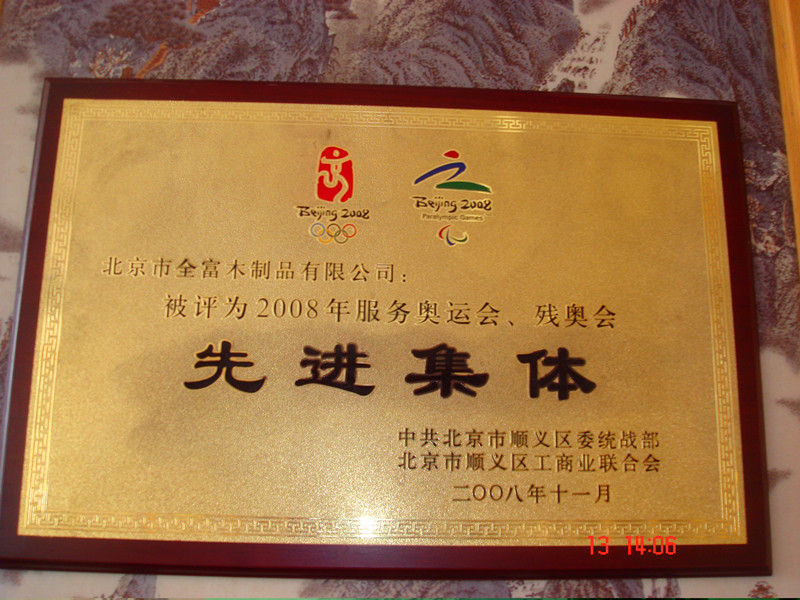 Beijing 2008
Beijing 2008
Paralympic Games
北京市全富木制品有限公司：
被评为2008年服务奥运会、残奥会
先进集体
中共北京市顺义区委统战部
北京市顺义区工商业联合会
二〇〇八年十一月
13 14:06